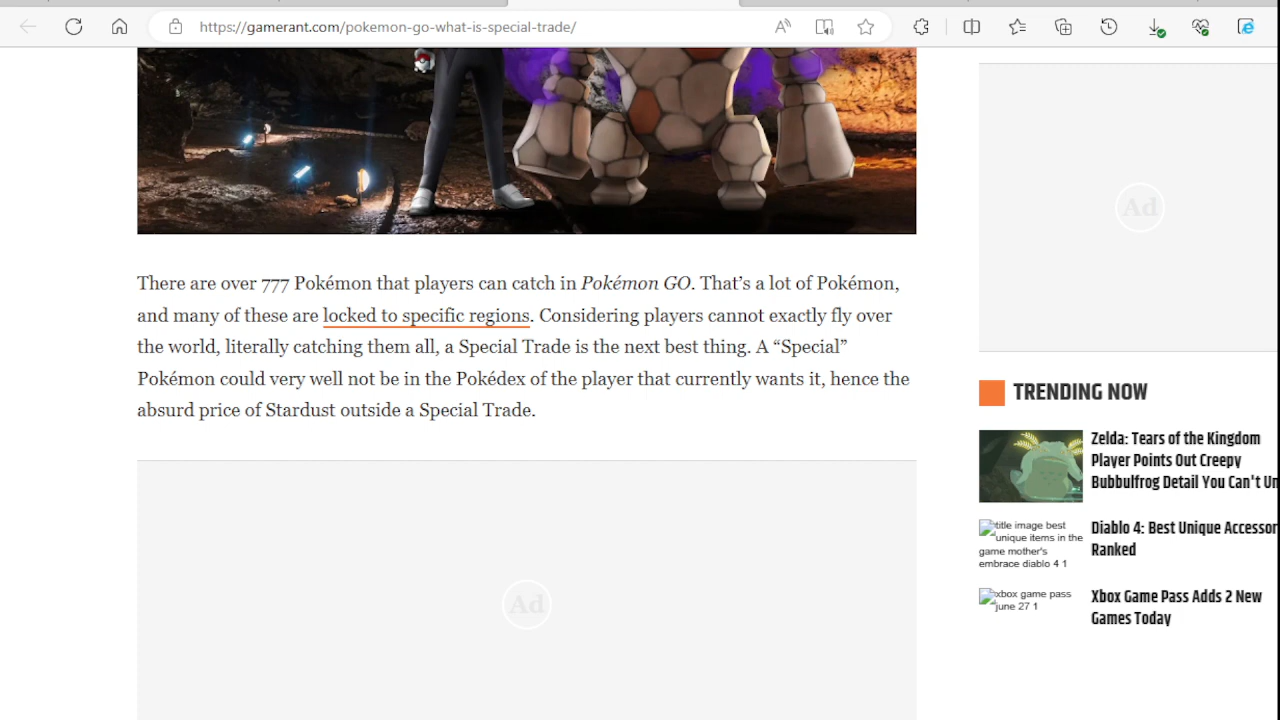 https://gamerant.com/pokemon-go-what-is-special-trade/
There are over 777 Pokémon that players can catch in Pokémon GO. That’s a lot of Pokémon,
and many of these are locked to specific regions. Considering players cannot exactly fly over
the world, literally catching them all, a Special Trade is the next best thing. A “Special”
Pokémon could very well not be in the Pokédex of the player that currently wants it, hence the
absurd price of Stardust outside a Special Trade.
Ad
Ad
TRENDING NOW
Zelda: Tears of the Kingdom
Player Points Out Creepy
Bubbulfrog Detail You Can't Un
title image best
unique items in the
game mother's
embrace diablo 4 1
Diablo 4: Best Unique Accessor
Ranked
xbox game pass
june 27 1
Xbox Game Pass Adds 2 New
Games Today